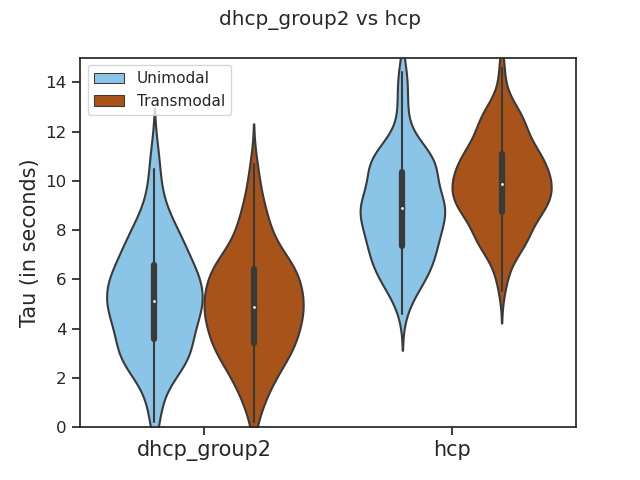 dhcp_group2 vs hcp
Unimodal
Transmodal
Tau (in seconds)
14
12
10
8
6
4
2
0
dhcp_group2
hcp